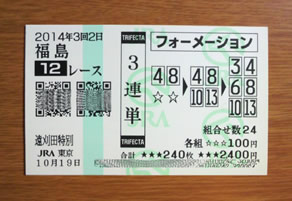 2014年3回2日
福島
12レース
遠刈田特別
JRA 東京
10月19日
TRIFECTA
3連単
TRIFECTA
フォーメーション
48 → 48 → 34
☆☆ 1013 68
1013
組合せ数24
各組 ☆☆☆100円
合計 ★★★240枚 ★★★2400円
JRA